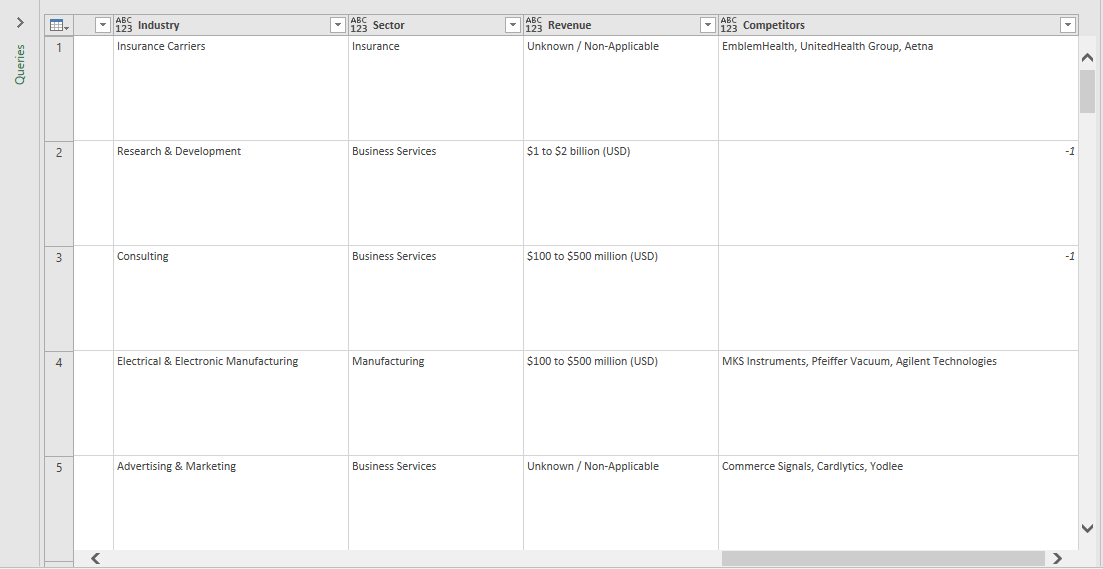 Queries
ABC 123 Industry ABC 123 Sector ABC 123 Revenue ABC 123 Competitors
1 Insurance Carriers Insurance Unknown / Non-Applicable EmblemHealth, UnitedHealth Group, Aetna
2 Research & Development Business Services $1 to $2 billion (USD) -1
3 Consulting Business Services $100 to $500 million (USD) -1
4 Electrical & Electronic Manufacturing Manufacturing $100 to $500 million (USD) MKS Instruments, Pfeiffer Vacuum, Agilent Technologies
5 Advertising & Marketing Business Services Unknown / Non-Applicable Commerce Signals, Cardlytics, Yodlee